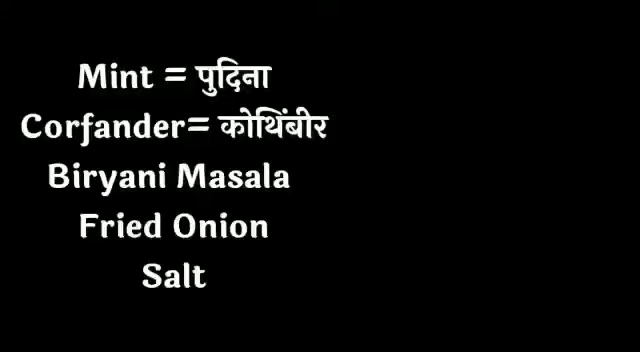 Mint = पुदिना
Corfander= कोथिंबीर
Biryani Masala
Fried Onion
Salt